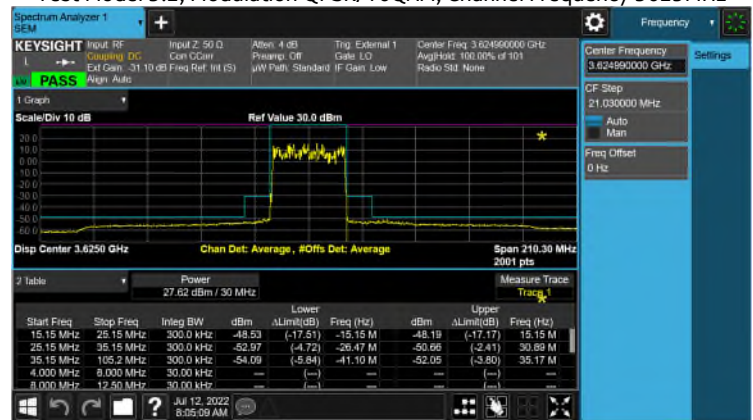 Spectrum Analyzer 1
SEM
Frequency
KEYSIGHT
Input: RF
Coupling: DC
Ext Gain: -31.10 dB
Align: Auto
Input Z: 50 Ω
Corr CCorr
Freq Ref: Int (S)
Atten: 4 dB
Preamp: Off
µW Path: Standard
Trig: External 1
Gate: LO
IF Gain: Low
Center Freq: 3.624990000 GHz
Avg|Hold: 100.00% of 101
Radio Std: None
L
PASS
Center Frequency
3.624990000 GHz
Settings
CF Step
21.030000 MHz
Auto
Man
Freq Offset
0 Hz
1 Graph
Scale/Div 10 dB
Ref Value 30.0 dBm
20.0
10.0
0.00
-10.0
-20.0
-30.0
-40.0
-50.0
-60.0
Disp Center 3.6250 GHz
Chan Det: Average, #Offs Det: Average
Span 210.30 MHz
2001 pts
2 Table
Power
27.62 dBm / 30 MHz
Measure Trace
Trace 1
Lower Upper
Start Freq Stop Freq Integ BW dBm ΔLimit(dB) Freq (Hz) dBm ΔLimit(dB) Freq (Hz)
15.15 MHz 25.15 MHz 300.0 kHz -48.53 (-17.51) -15.15 M -48.19 (-17.17) 15.15 M
25.15 MHz 35.15 MHz 300.0 kHz -52.97 (-4.72) -26.47 M -50.66 (-2.41) 30.89 M
35.15 MHz 105.2 MHz 300.0 kHz -54.09 (-5.84) -41.10 M -52.05 (-3.80) 35.17 M
4.000 MHz 8.000 MHz 30.00 kHz --- (---) --- --- (---) ---
8.000 MHz 12.50 MHz 30.00 kHz --- (---) --- --- (---) ---
Jul 12, 2022
8:05:09 AM